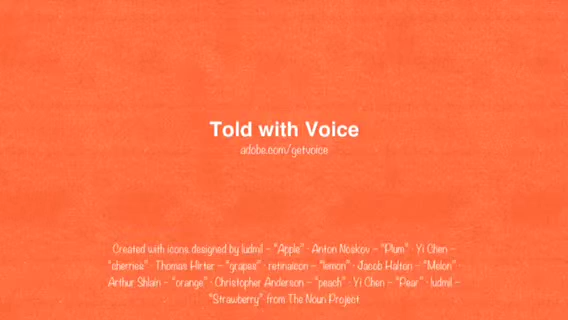 Told with Voice
adobe.com/getvoice
Created with icons designed by ludmil – "Apple" · Anton Noskov – "Plum" · Yi Chen –
"cherries" · Thomas Hirter – "grapes" · retinaicon – "lemon" · Jacob Halton – "Melon" ·
Arthur Shlain – "orange" · Christopher Anderson – "peach" · Yi Chen – "Pear" · ludmil –
"Strawberry" from The Noun Project